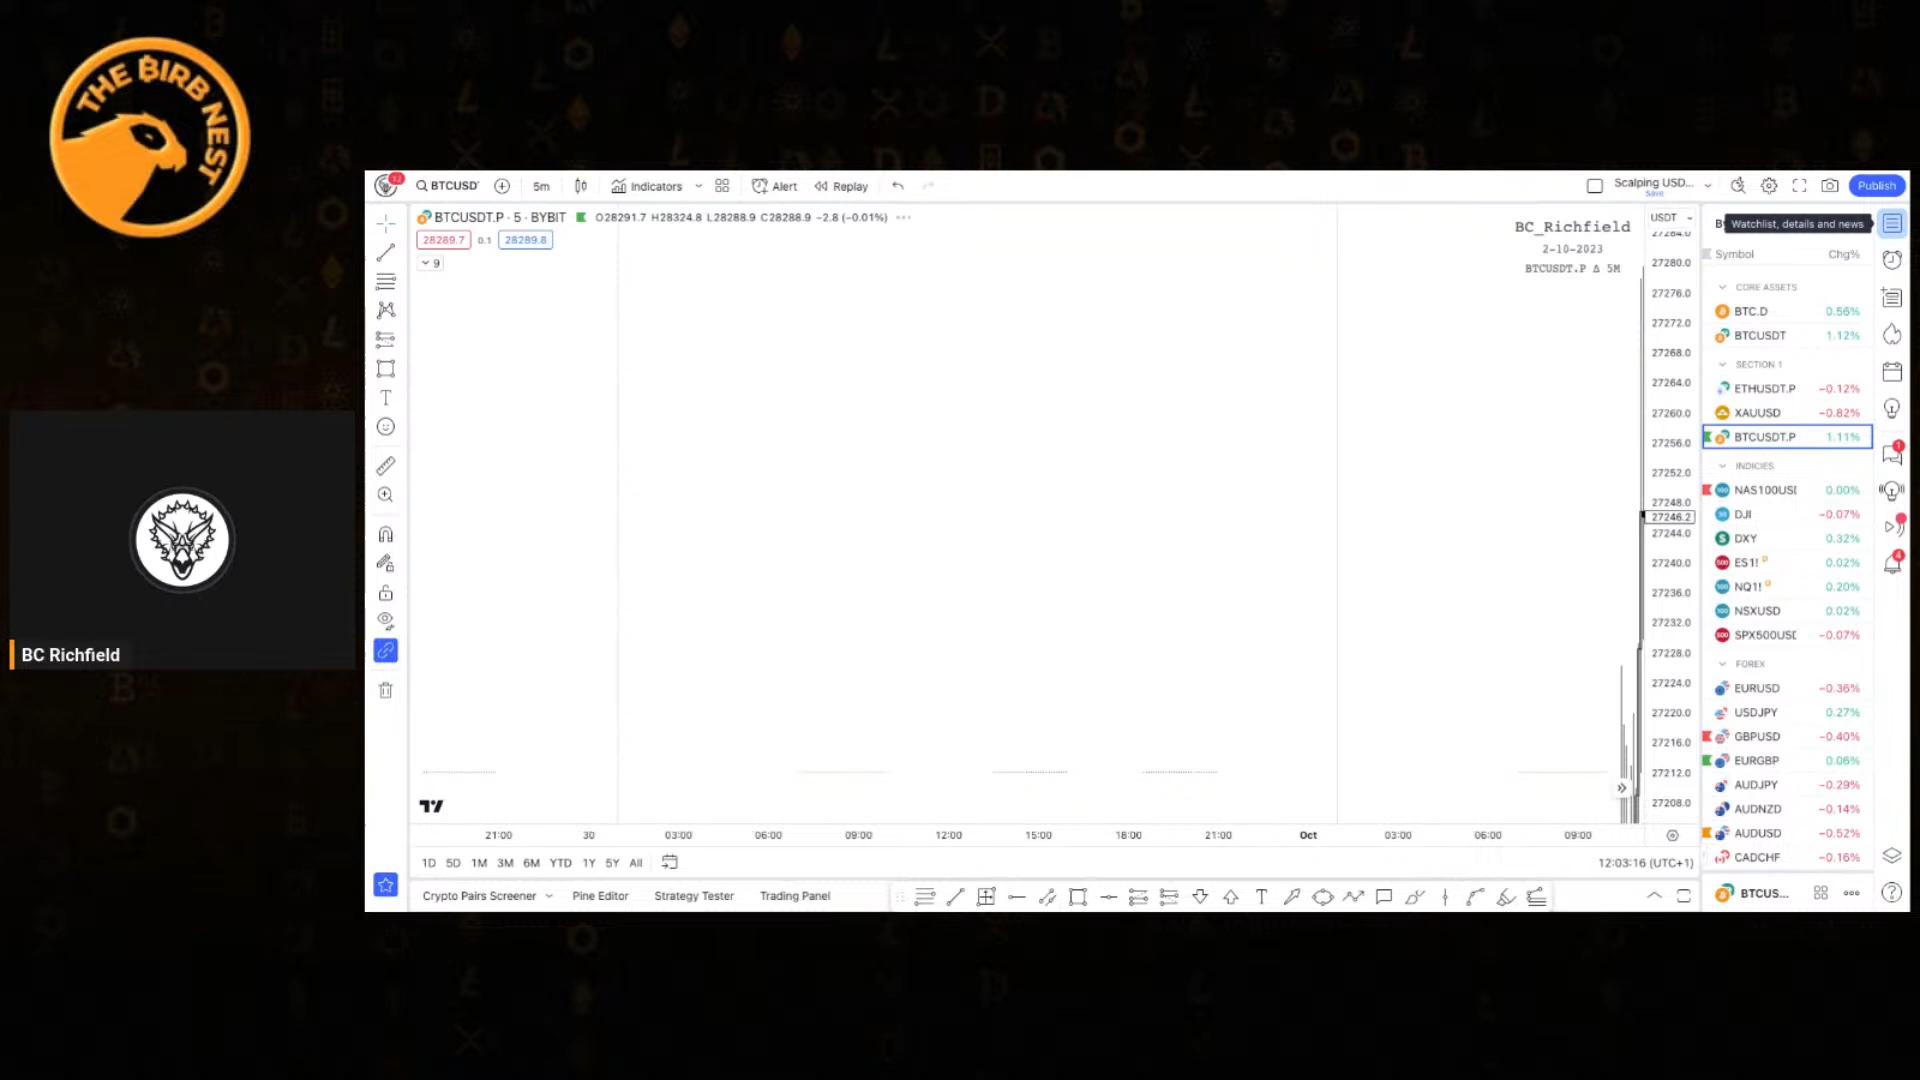 THE BIRB NEST
12
BTCUSD
5m
Indicators
Alert
Replay
Scalping USD...
Save
Publish
BTCUSDT.P · 5 · BYBIT
O28291.7 H28324.8 L28288.9 C28288.9 −2.8 (−0.01%)
28289.7
0.1
28289.8
9
BC_Richfield
2-10-2023
BTCUSDT.P Δ 5M
USDT
27284.0
27280.0
27276.0
27272.0
27268.0
27264.0
27260.0
27256.0
27252.0
27248.0
27246.2
27244.0
27240.0
27236.0
27232.0
27228.0
27224.0
27220.0
27216.0
27212.0
27208.0
Watchlist, details and news
Symbol Chg%
CORE ASSETS
BTC.D 0.56%
BTCUSDT 1.12%
SECTION 1
ETHUSDT.P −0.12%
XAUUSD −0.82%
BTCUSDT.P 1.11%
INDICIES
NAS100USD 0.00%
DJI −0.07%
DXY 0.32%
ES1! D 0.02%
NQ1! D 0.20%
NSXUSD 0.02%
SPX500USD −0.07%
FOREX
EURUSD −0.36%
USDJPY 0.27%
GBPUSD −0.40%
EURGBP 0.06%
AUDJPY −0.29%
AUDNZD −0.14%
AUDUSD −0.52%
CADCHF −0.16%
BTCUS...
1
4
BC Richfield
21:00 30 03:00 06:00 09:00 12:00 15:00 18:00 21:00 Oct 03:00 06:00 09:00
1D 5D 1M 3M 6M YTD 1Y 5Y All
12:03:16 (UTC+1)
Crypto Pairs Screener
Pine Editor
Strategy Tester
Trading Panel